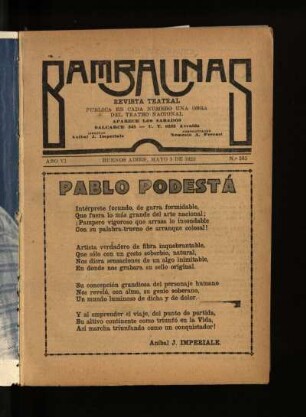 BAMBALINAS
REVISTA TEATRAL
PUBLICA EN CADA NUMERO UNA OBRA
DEL TEATRO NACIONAL
APARECE LOS SABADOS
Aníbal J. Imperiale
AÑO VI
BUENOS AIRES, MAYO 5 DE 1923
PABLO PODESTÁ
Intérprete fecundo, de garra formidable,
Que fuera lo más grande del arte nacional;
¡Pampero vigoroso que arrasa lo insondable
Con su palabra-trueno de arranque colosal!
Artista verdadero de fibra inquebrantable,
Que sólo con un gesto soberbio, natural,
Nos diera sensaciones de un algo inimitable,
En donde nos grabara su sello original.
Su concepción grandiosa del personaje humano
Nos reveló, con alma, su genio soberano,
Un mundo luminoso de dicha y de dolor.
Y al emprender el viaje, del punto de partida,
Su altivo continente como triunfó en la Vida,
Así marcha triunfando como un conquistador!
Aníbal J. IMPERIALE